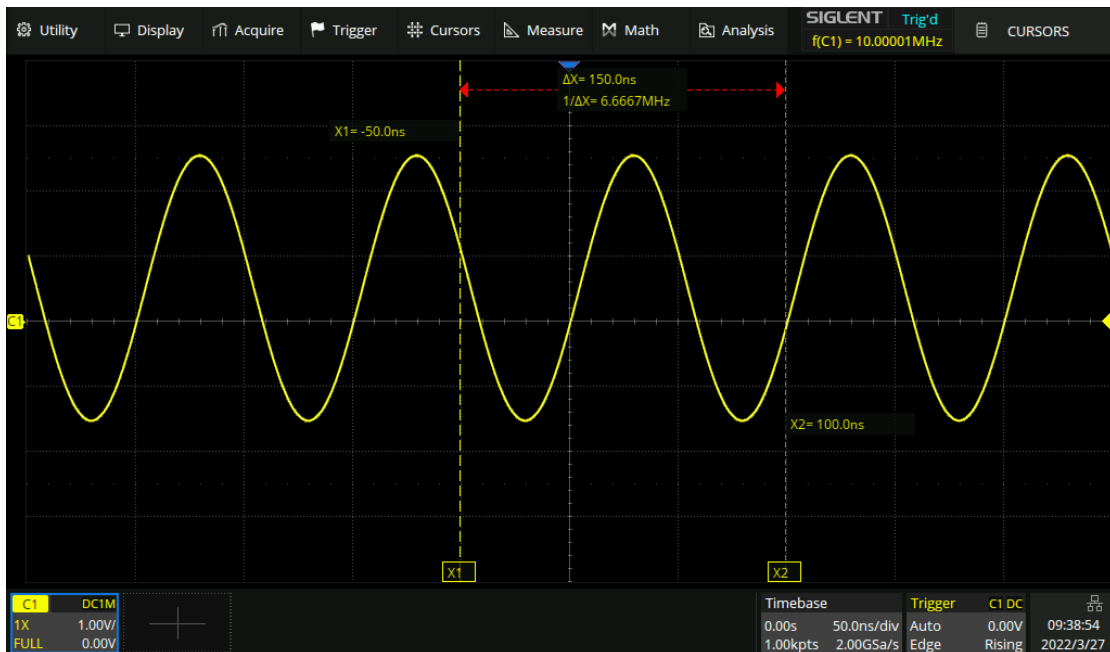 Utility Display Acquire Trigger Cursors Measure Math Analysis SIGLENT Trig'd CURSORS
f(C1) = 10.00001MHz
ΔX= 150.0ns
1/ΔX= 6.6667MHz
X1= -50.0ns
C1
X2= 100.0ns
X1 X2
C1 DC1M Timebase Trigger C1 DC
1X 1.00V/ 0.00s 50.0ns/div Auto 0.00V 09:38:54
FULL 0.00V 1.00kpts 2.00GSa/s Edge Rising 2022/3/27